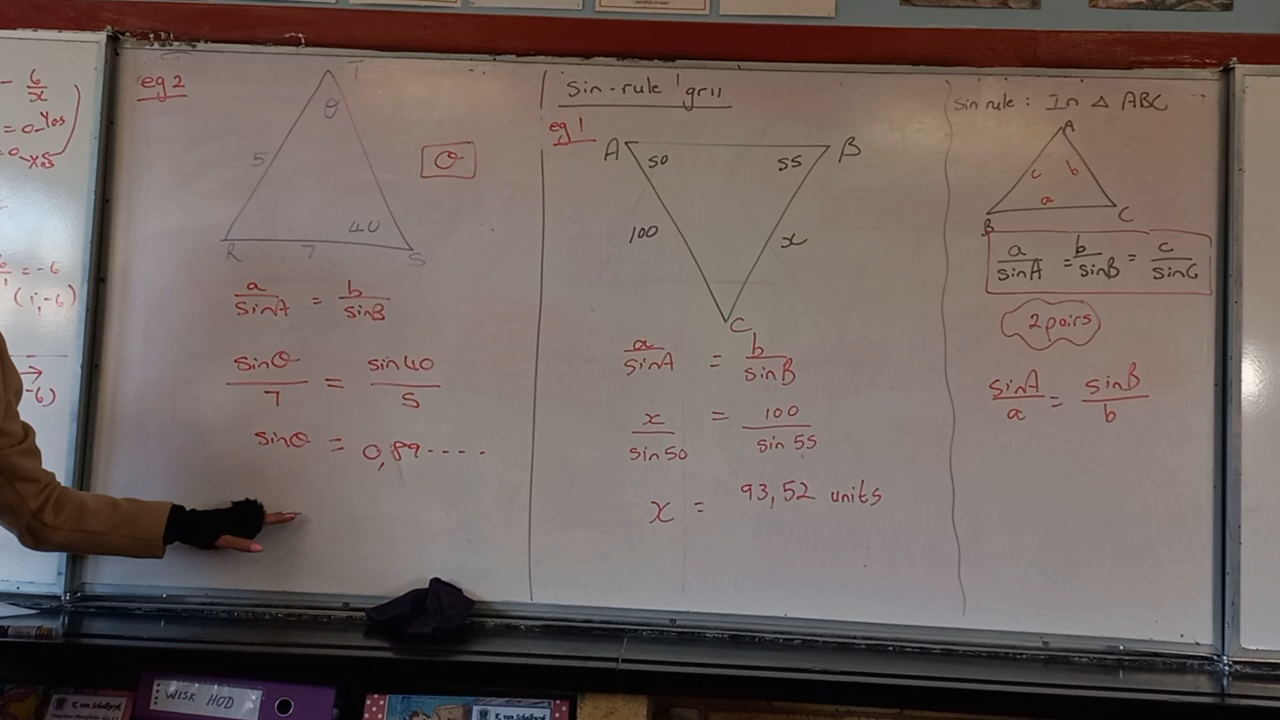 - 6/x
= 0 - Yos
= 0 - Xos
= -6
(1; -6)
-6)
eg 2
T
θ
5
θ
40
R
7
S
a/sinA = b/sinB
sinθ/7 = sin40/5
sinθ = 0,89....
Sin-rule gr11
eg 1
A
50
55
B
100
x
C
a/sinA = b/sinB
x/sin50 = 100/sin55
x = 93,52 units
sin rule: In △ ABC
A
c
b
a
B
C
a/sinA = b/sinB = c/sinC
2 pairs
sinA/a = sinB/b
WISK HOD